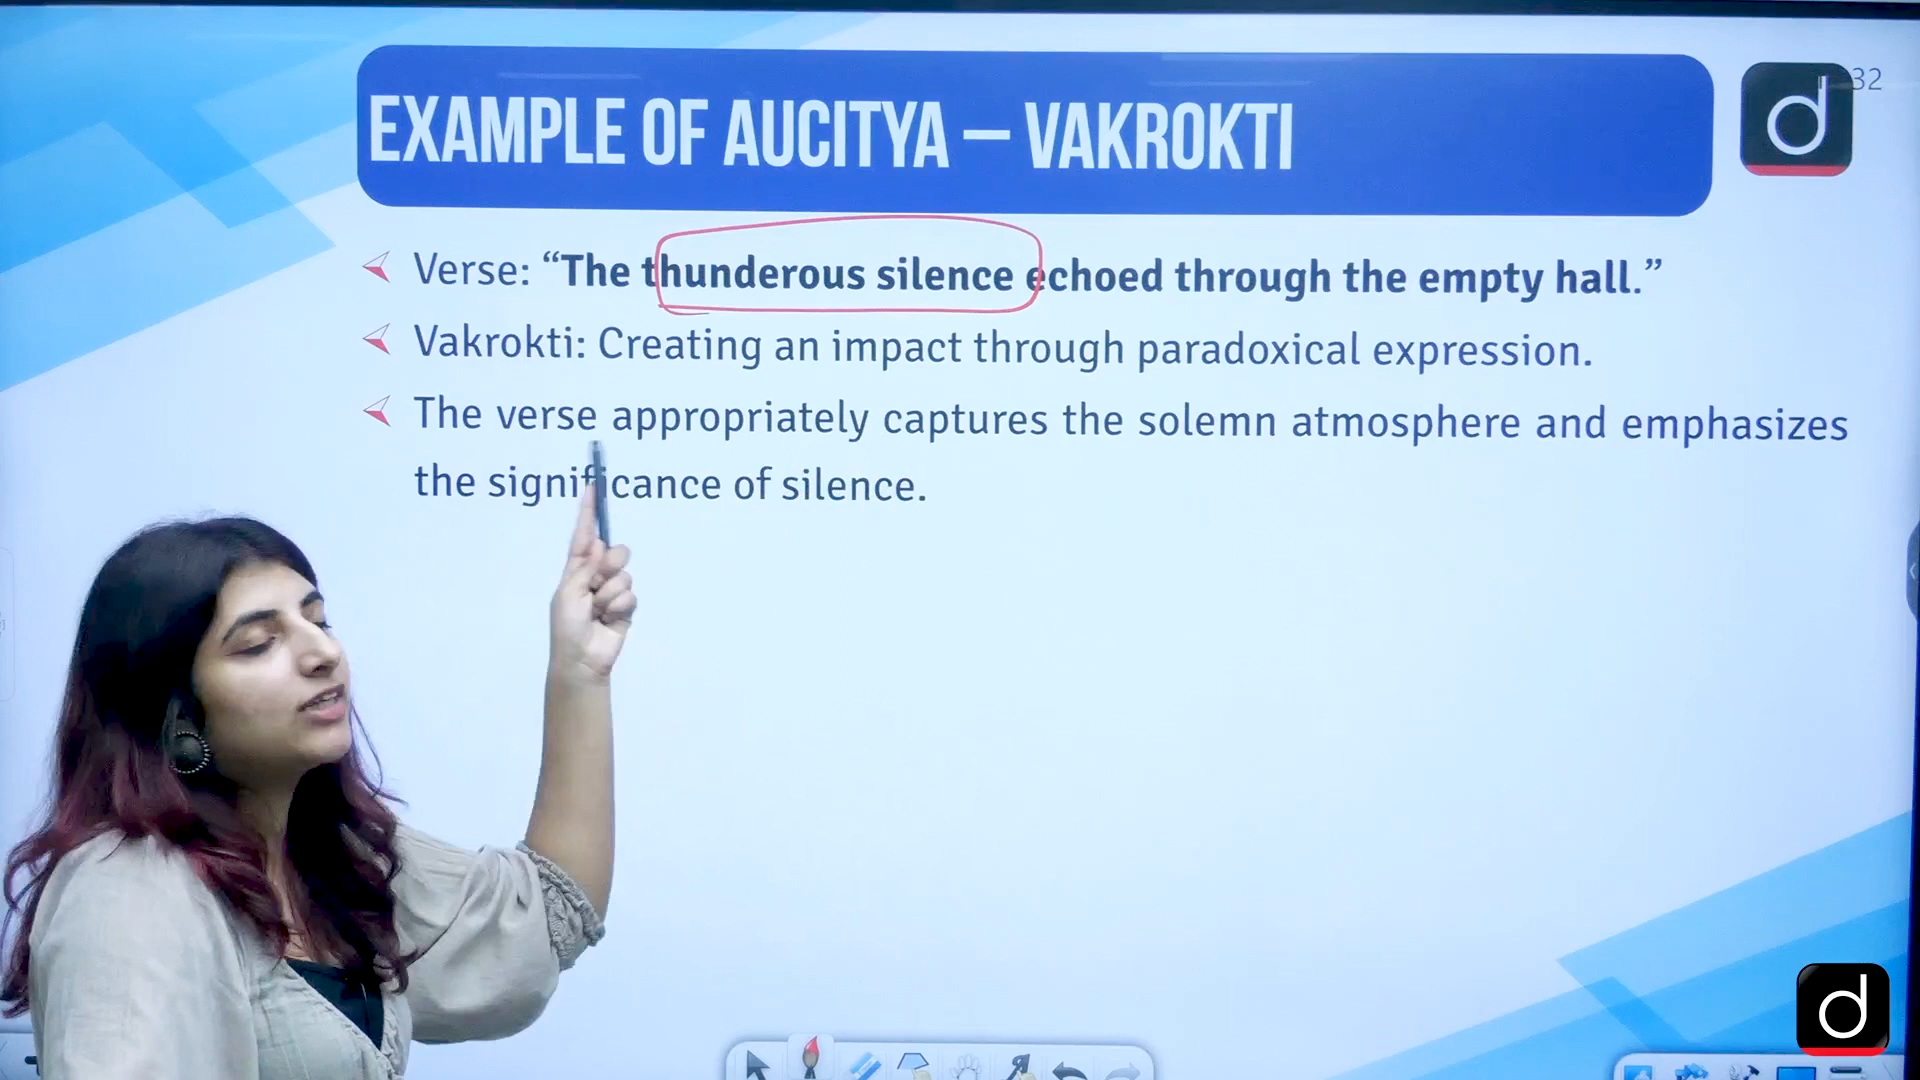 EXAMPLE OF AUCITYA – VAKROKTI
d
32
Verse: “The thunderous silence echoed through the empty hall.”
Vakrokti: Creating an impact through paradoxical expression.
The verse appropriately captures the solemn atmosphere and emphasizes
the significance of silence.
d